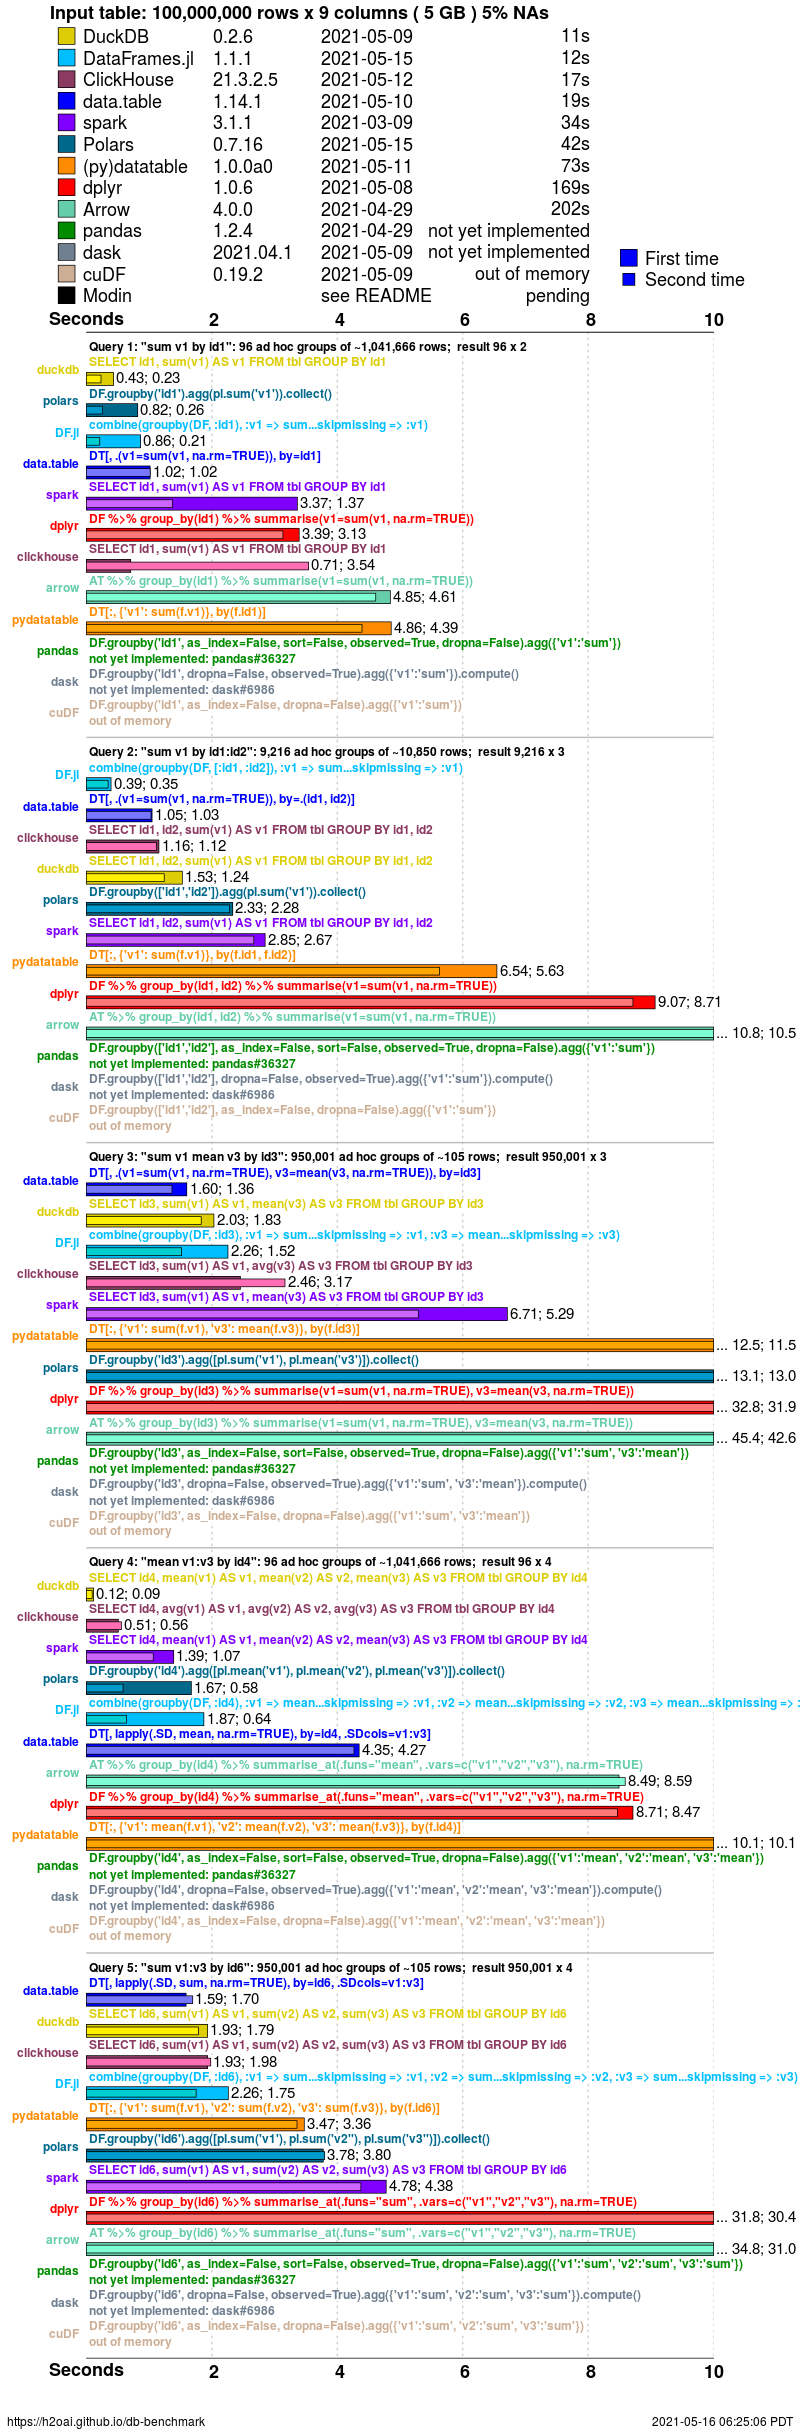 Input table: 100,000,000 rows x 9 columns ( 5 GB ) 5% NAs
DuckDB 0.2.6 2021-05-09 11s
DataFrames.jl 1.1.1 2021-05-15 12s
ClickHouse 21.3.2.5 2021-05-12 17s
data.table 1.14.1 2021-05-10 19s
spark 3.1.1 2021-03-09 34s
Polars 0.7.16 2021-05-15 42s
(py)datatable 1.0.0a0 2021-05-11 73s
dplyr 1.0.6 2021-05-08 169s
Arrow 4.0.0 2021-04-29 202s
pandas 1.2.4 2021-04-29 not yet implemented
dask 2021.04.1 2021-05-09 not yet implemented
First time
cuDF 0.19.2 2021-05-09 out of memory
Second time
Modin see README pending
Seconds 2 4 6 8 10
Query 1: "sum v1 by id1": 96 ad hoc groups of ~1,041,666 rows;  result 96 x 2
SELECT id1, sum(v1) AS v1 FROM tbl GROUP BY id1
duckdb 0.43; 0.23
DF.groupby('id1').agg(pl.sum('v1')).collect()
polars 0.82; 0.26
combine(groupby(DF, :id1), :v1 => sum...skipmissing => :v1)
DF.jl 0.86; 0.21
DT[, .(v1=sum(v1, na.rm=TRUE)), by=id1]
data.table 1.02; 1.02
SELECT id1, sum(v1) AS v1 FROM tbl GROUP BY id1
spark 3.37; 1.37
DF %>% group_by(id1) %>% summarise(v1=sum(v1, na.rm=TRUE))
dplyr 3.39; 3.13
SELECT id1, sum(v1) AS v1 FROM tbl GROUP BY id1
clickhouse 0.71; 3.54
AT %>% group_by(id1) %>% summarise(v1=sum(v1, na.rm=TRUE))
arrow 4.85; 4.61
DT[:, {'v1': sum(f.v1)}, by(f.id1)]
pydatatable 4.86; 4.39
DF.groupby('id1', as_index=False, sort=False, observed=True, dropna=False).agg({'v1':'sum'})
pandas not yet implemented: pandas#36327
DF.groupby('id1', dropna=False, observed=True).agg({'v1':'sum'}).compute()
dask not yet implemented: dask#6986
DF.groupby('id1', as_index=False, dropna=False).agg({'v1':'sum'})
cuDF out of memory
Query 2: "sum v1 by id1:id2": 9,216 ad hoc groups of ~10,850 rows;  result 9,216 x 3
combine(groupby(DF, [:id1, :id2]), :v1 => sum...skipmissing => :v1)
DF.jl 0.39; 0.35
DT[, .(v1=sum(v1, na.rm=TRUE)), by=.(id1, id2)]
data.table 1.05; 1.03
SELECT id1, id2, sum(v1) AS v1 FROM tbl GROUP BY id1, id2
clickhouse 1.16; 1.12
SELECT id1, id2, sum(v1) AS v1 FROM tbl GROUP BY id1, id2
duckdb 1.53; 1.24
DF.groupby(['id1','id2']).agg(pl.sum('v1')).collect()
polars 2.33; 2.28
SELECT id1, id2, sum(v1) AS v1 FROM tbl GROUP BY id1, id2
spark 2.85; 2.67
DT[:, {'v1': sum(f.v1)}, by(f.id1, f.id2)]
pydatatable 6.54; 5.63
DF %>% group_by(id1, id2) %>% summarise(v1=sum(v1, na.rm=TRUE))
dplyr 9.07; 8.71
AT %>% group_by(id1, id2) %>% summarise(v1=sum(v1, na.rm=TRUE))
arrow ... 10.8; 10.5
DF.groupby(['id1','id2'], as_index=False, sort=False, observed=True, dropna=False).agg({'v1':'sum'})
pandas not yet implemented: pandas#36327
DF.groupby(['id1','id2'], dropna=False, observed=True).agg({'v1':'sum'}).compute()
dask not yet implemented: dask#6986
DF.groupby(['id1','id2'], as_index=False, dropna=False).agg({'v1':'sum'})
cuDF out of memory
Query 3: "sum v1 mean v3 by id3": 950,001 ad hoc groups of ~105 rows;  result 950,001 x 3
DT[, .(v1=sum(v1, na.rm=TRUE), v3=mean(v3, na.rm=TRUE)), by=id3]
data.table 1.60; 1.36
SELECT id3, sum(v1) AS v1, mean(v3) AS v3 FROM tbl GROUP BY id3
duckdb 2.03; 1.83
combine(groupby(DF, :id3), :v1 => sum...skipmissing => :v1, :v3 => mean...skipmissing => :v3)
DF.jl 2.26; 1.52
SELECT id3, sum(v1) AS v1, avg(v3) AS v3 FROM tbl GROUP BY id3
clickhouse 2.46; 3.17
SELECT id3, sum(v1) AS v1, mean(v3) AS v3 FROM tbl GROUP BY id3
spark 6.71; 5.29
DT[:, {'v1': sum(f.v1), 'v3': mean(f.v3)}, by(f.id3)]
pydatatable ... 12.5; 11.5
DF.groupby('id3').agg([pl.sum('v1'), pl.mean('v3')]).collect()
polars ... 13.1; 13.0
DF %>% group_by(id3) %>% summarise(v1=sum(v1, na.rm=TRUE), v3=mean(v3, na.rm=TRUE))
dplyr ... 32.8; 31.9
AT %>% group_by(id3) %>% summarise(v1=sum(v1, na.rm=TRUE), v3=mean(v3, na.rm=TRUE))
arrow ... 45.4; 42.6
DF.groupby('id3', as_index=False, sort=False, observed=True, dropna=False).agg({'v1':'sum', 'v3':'mean'})
pandas not yet implemented: pandas#36327
DF.groupby('id3', dropna=False, observed=True).agg({'v1':'sum', 'v3':'mean'}).compute()
dask not yet implemented: dask#6986
DF.groupby('id3', as_index=False, dropna=False).agg({'v1':'sum', 'v3':'mean'})
cuDF out of memory
Query 4: "mean v1:v3 by id4": 96 ad hoc groups of ~1,041,666 rows;  result 96 x 4
SELECT id4, mean(v1) AS v1, mean(v2) AS v2, mean(v3) AS v3 FROM tbl GROUP BY id4
duckdb 0.12; 0.09
SELECT id4, avg(v1) AS v1, avg(v2) AS v2, avg(v3) AS v3 FROM tbl GROUP BY id4
clickhouse 0.51; 0.56
SELECT id4, mean(v1) AS v1, mean(v2) AS v2, mean(v3) AS v3 FROM tbl GROUP BY id4
spark 1.39; 1.07
DF.groupby('id4').agg([pl.mean('v1'), pl.mean('v2'), pl.mean('v3')]).collect()
polars 1.67; 0.58
combine(groupby(DF, :id4), :v1 => mean...skipmissing => :v1, :v2 => mean...skipmissing => :v2, :v3 => mean...skipmissing => :
DF.jl 1.87; 0.64
DT[, lapply(.SD, mean, na.rm=TRUE), by=id4, .SDcols=v1:v3]
data.table 4.35; 4.27
AT %>% group_by(id4) %>% summarise_at(.funs="mean", .vars=c("v1","v2","v3"), na.rm=TRUE)
arrow 8.49; 8.59
DF %>% group_by(id4) %>% summarise_at(.funs="mean", .vars=c("v1","v2","v3"), na.rm=TRUE)
dplyr 8.71; 8.47
DT[:, {'v1': mean(f.v1), 'v2': mean(f.v2), 'v3': mean(f.v3)}, by(f.id4)]
pydatatable ... 10.1; 10.1
DF.groupby('id4', as_index=False, sort=False, observed=True, dropna=False).agg({'v1':'mean', 'v2':'mean', 'v3':'mean'})
pandas not yet implemented: pandas#36327
DF.groupby('id4', dropna=False, observed=True).agg({'v1':'mean', 'v2':'mean', 'v3':'mean'}).compute()
dask not yet implemented: dask#6986
DF.groupby('id4', as_index=False, dropna=False).agg({'v1':'mean', 'v2':'mean', 'v3':'mean'})
cuDF out of memory
Query 5: "sum v1:v3 by id6": 950,001 ad hoc groups of ~105 rows;  result 950,001 x 4
DT[, lapply(.SD, sum, na.rm=TRUE), by=id6, .SDcols=v1:v3]
data.table 1.59; 1.70
SELECT id6, sum(v1) AS v1, sum(v2) AS v2, sum(v3) AS v3 FROM tbl GROUP BY id6
duckdb 1.93; 1.79
SELECT id6, sum(v1) AS v1, sum(v2) AS v2, sum(v3) AS v3 FROM tbl GROUP BY id6
clickhouse 1.93; 1.98
combine(groupby(DF, :id6), :v1 => sum...skipmissing => :v1, :v2 => sum...skipmissing => :v2, :v3 => sum...skipmissing => :v3)
DF.jl 2.26; 1.75
DT[:, {'v1': sum(f.v1), 'v2': sum(f.v2), 'v3': sum(f.v3)}, by(f.id6)]
pydatatable 3.47; 3.36
DF.groupby('id6').agg([pl.sum('v1'), pl.sum('v2"), pl.sum('v3")]).collect()
polars 3.78; 3.80
SELECT id6, sum(v1) AS v1, sum(v2) AS v2, sum(v3) AS v3 FROM tbl GROUP BY id6
spark 4.78; 4.38
DF %>% group_by(id6) %>% summarise_at(.funs="sum", .vars=c("v1","v2","v3"), na.rm=TRUE)
dplyr ... 31.8; 30.4
AT %>% group_by(id6) %>% summarise_at(.funs="sum", .vars=c("v1","v2","v3"), na.rm=TRUE)
arrow ... 34.8; 31.0
DF.groupby('id6', as_index=False, sort=False, observed=True, dropna=False).agg({'v1':'sum', 'v2':'sum', 'v3':'sum'})
pandas not yet implemented: pandas#36327
DF.groupby('id6', dropna=False, observed=True).agg({'v1':'sum', 'v2':'sum', 'v3':'sum'}).compute()
dask not yet implemented: dask#6986
DF.groupby('id6', as_index=False, dropna=False).agg({'v1':'sum', 'v2':'sum', 'v3':'sum'})
cuDF out of memory
Seconds 2 4 6 8 10
https://h2oai.github.io/db-benchmark 2021-05-16 06:25:06 PDT